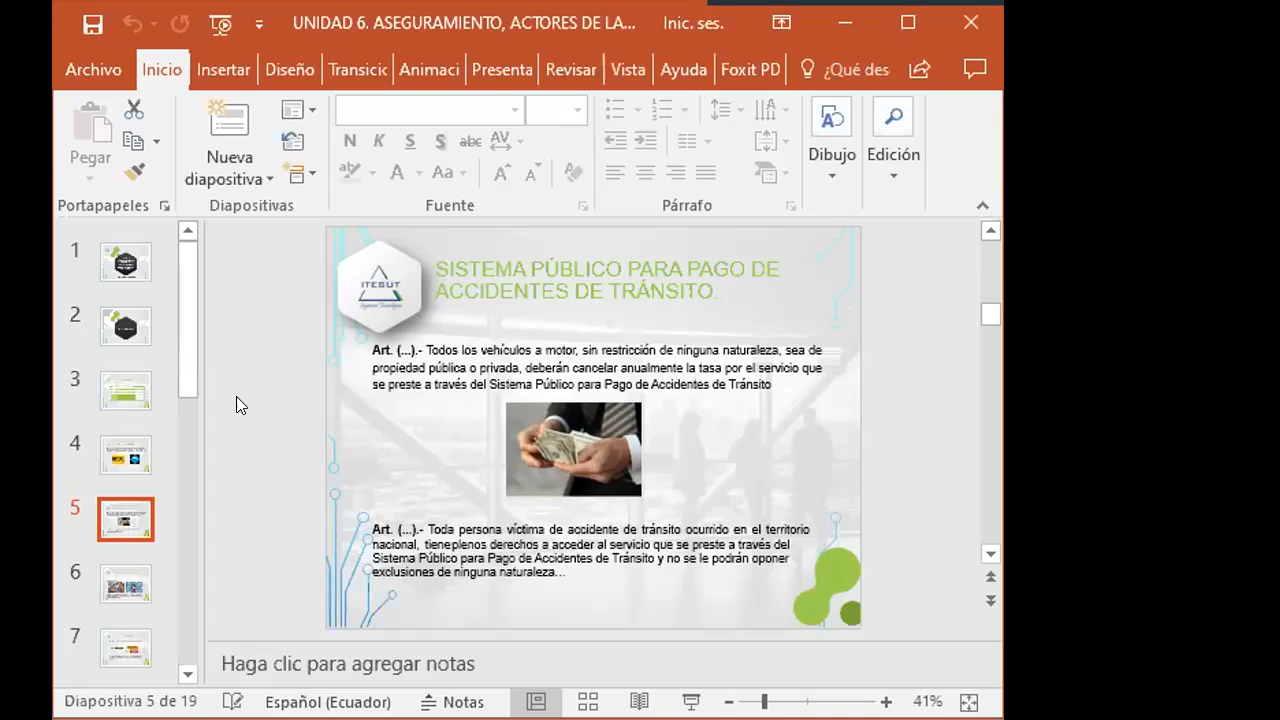 UNIDAD 6. ASEGURAMIENTO, ACTORES DE LA...
Inic. ses.
Archivo
Inicio
Insertar
Diseño
Transicic
Animaci
Presenta
Revisar
Vista
Ayuda
Foxit PD
¿Qué des
Pegar
Nueva
diapositiva
N K S S abc AV
Aa
Dibujo
Edición
Portapapeles
Diapositivas
Fuente
Párrafo
1
2
3
4
5
6
7
ITESUT
SISTEMA PÚBLICO PARA PAGO DE
ACCIDENTES DE TRÁNSITO.
Art. (...).- Todos los vehículos a motor, sin restricción de ninguna naturaleza, sea de
propiedad pública o privada, deberán cancelar anualmente la tasa por el servicio que
se preste a través del Sistema Público para Pago de Accidentes de Tránsito
Art. (...).- Toda persona víctima de accidente de tránsito ocurrido en el territorio
nacional, tieneplenos derechos a acceder al servicio que se preste a través del
Sistema Público para Pago de Accidentes de Tránsito y no se le podrán oponer
exclusiones de ninguna naturaleza...
Haga clic para agregar notas
Diapositiva 5 de 19
Español (Ecuador)
Notas
41%